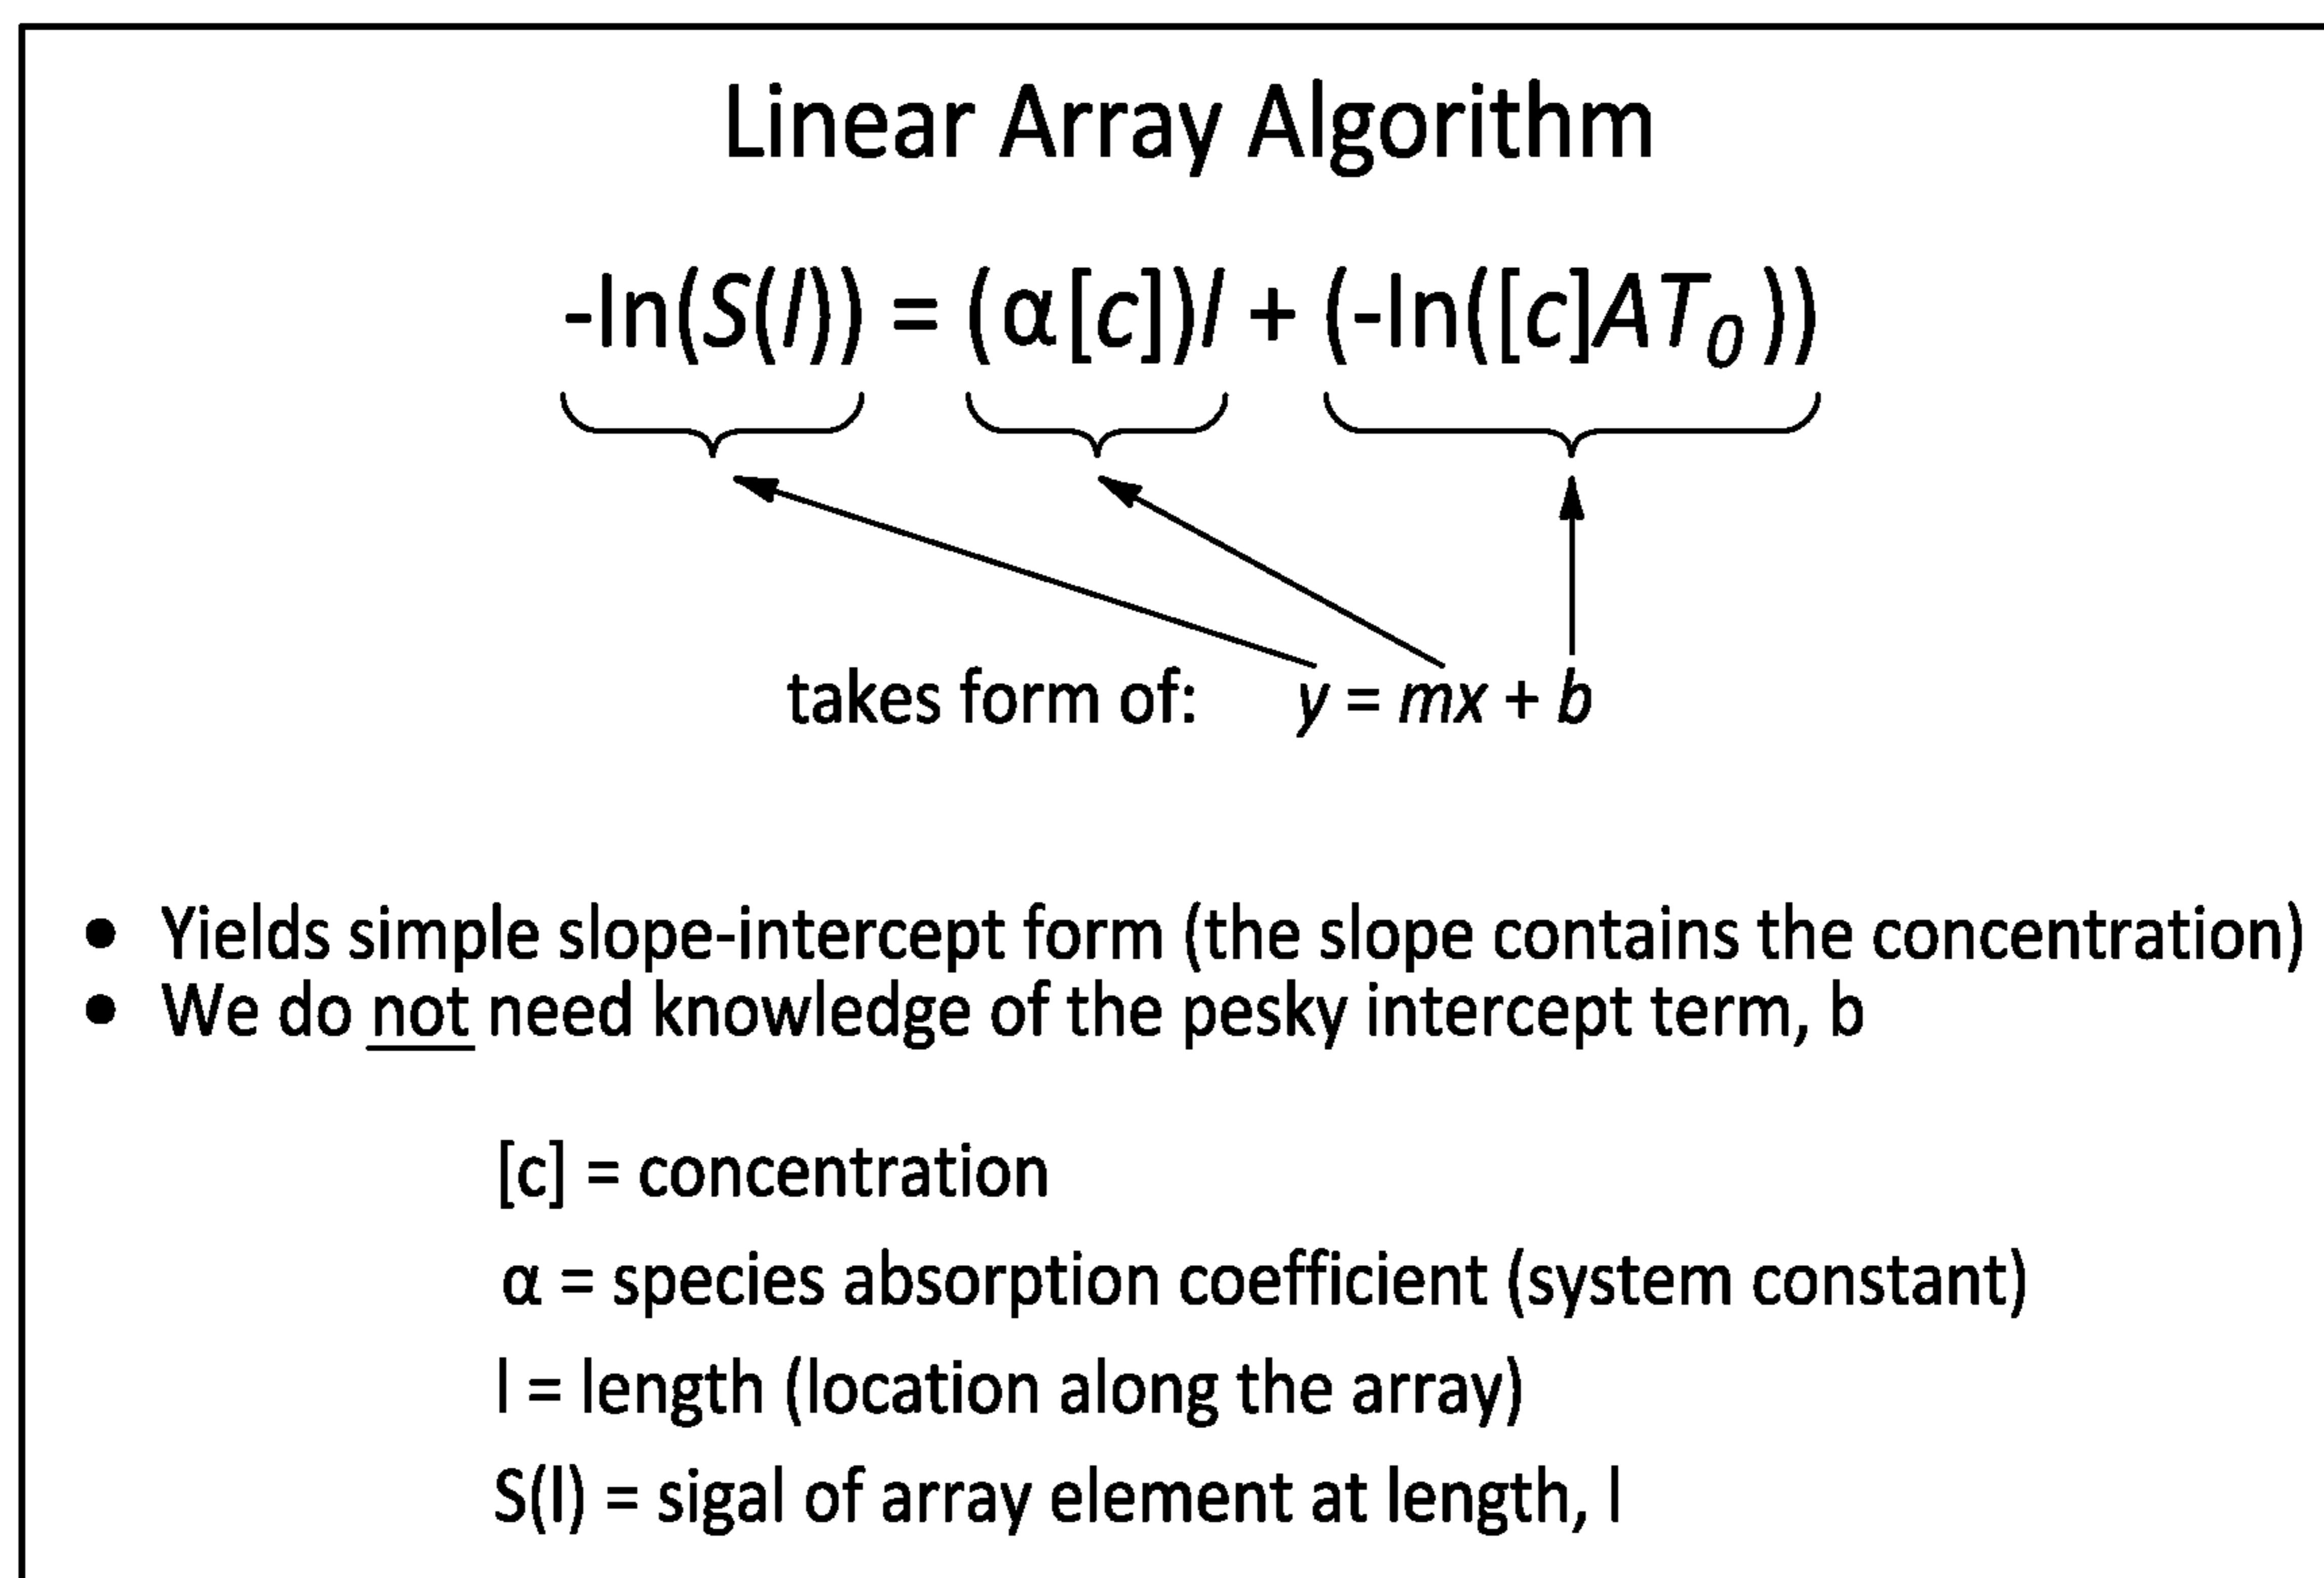 Linear Array Algorithm
-ln(S(l)) = (α[c])l + (-ln([c]AT0))
takes form of: y = mx + b
• Yields simple slope-intercept form (the slope contains the concentration)
• We do not need knowledge of the pesky intercept term, b
[c] = concentration
α = species absorption coefficient (system constant)
l = length (location along the array)
S(l) = sigal of array element at length, l